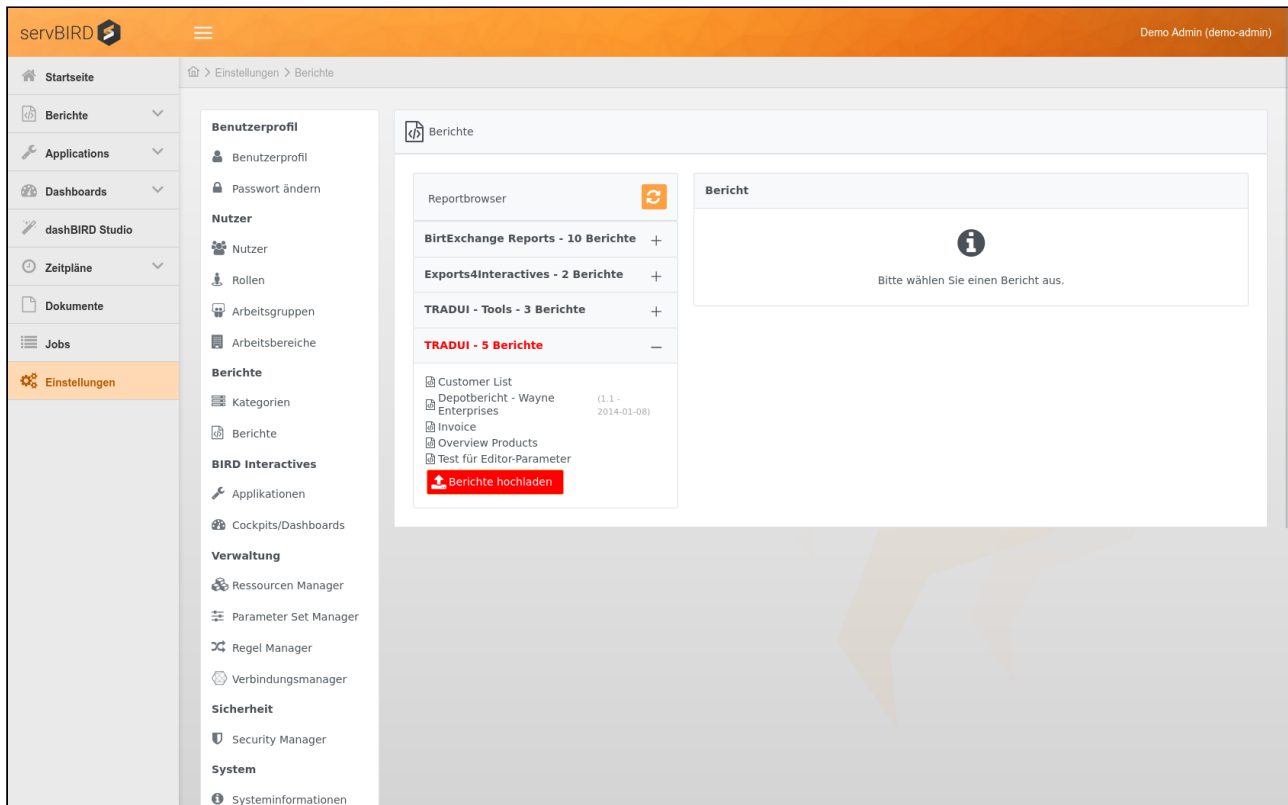 servBIRD
Demo Admin (demo-admin)
Startseite
Berichte
Applications
Dashboards
dashBIRD Studio
Zeitpläne
Dokumente
Jobs
Einstellungen
> Einstellungen > Berichte
Benutzerprofil
Benutzerprofil
Passwort ändern
Nutzer
Nutzer
Rollen
Arbeitsgruppen
Arbeitsbereiche
Berichte
Kategorien
Berichte
BIRD Interactives
Applikationen
Cockpits/Dashboards
Verwaltung
Ressourcen Manager
Parameter Set Manager
Regel Manager
Verbindungsmanager
Sicherheit
Security Manager
System
Systeminformationen
Berichte
Reportbrowser
BirtExchange Reports - 10 Berichte
Exports4Interactives - 2 Berichte
TRADUI - Tools - 3 Berichte
TRADUI - 5 Berichte
Customer List
Depotbericht - Wayne (1.1 -
Enterprises 2014-01-08)
Invoice
Overview Products
Test für Editor-Parameter
Berichte hochladen
Bericht
Bitte wählen Sie einen Bericht aus.